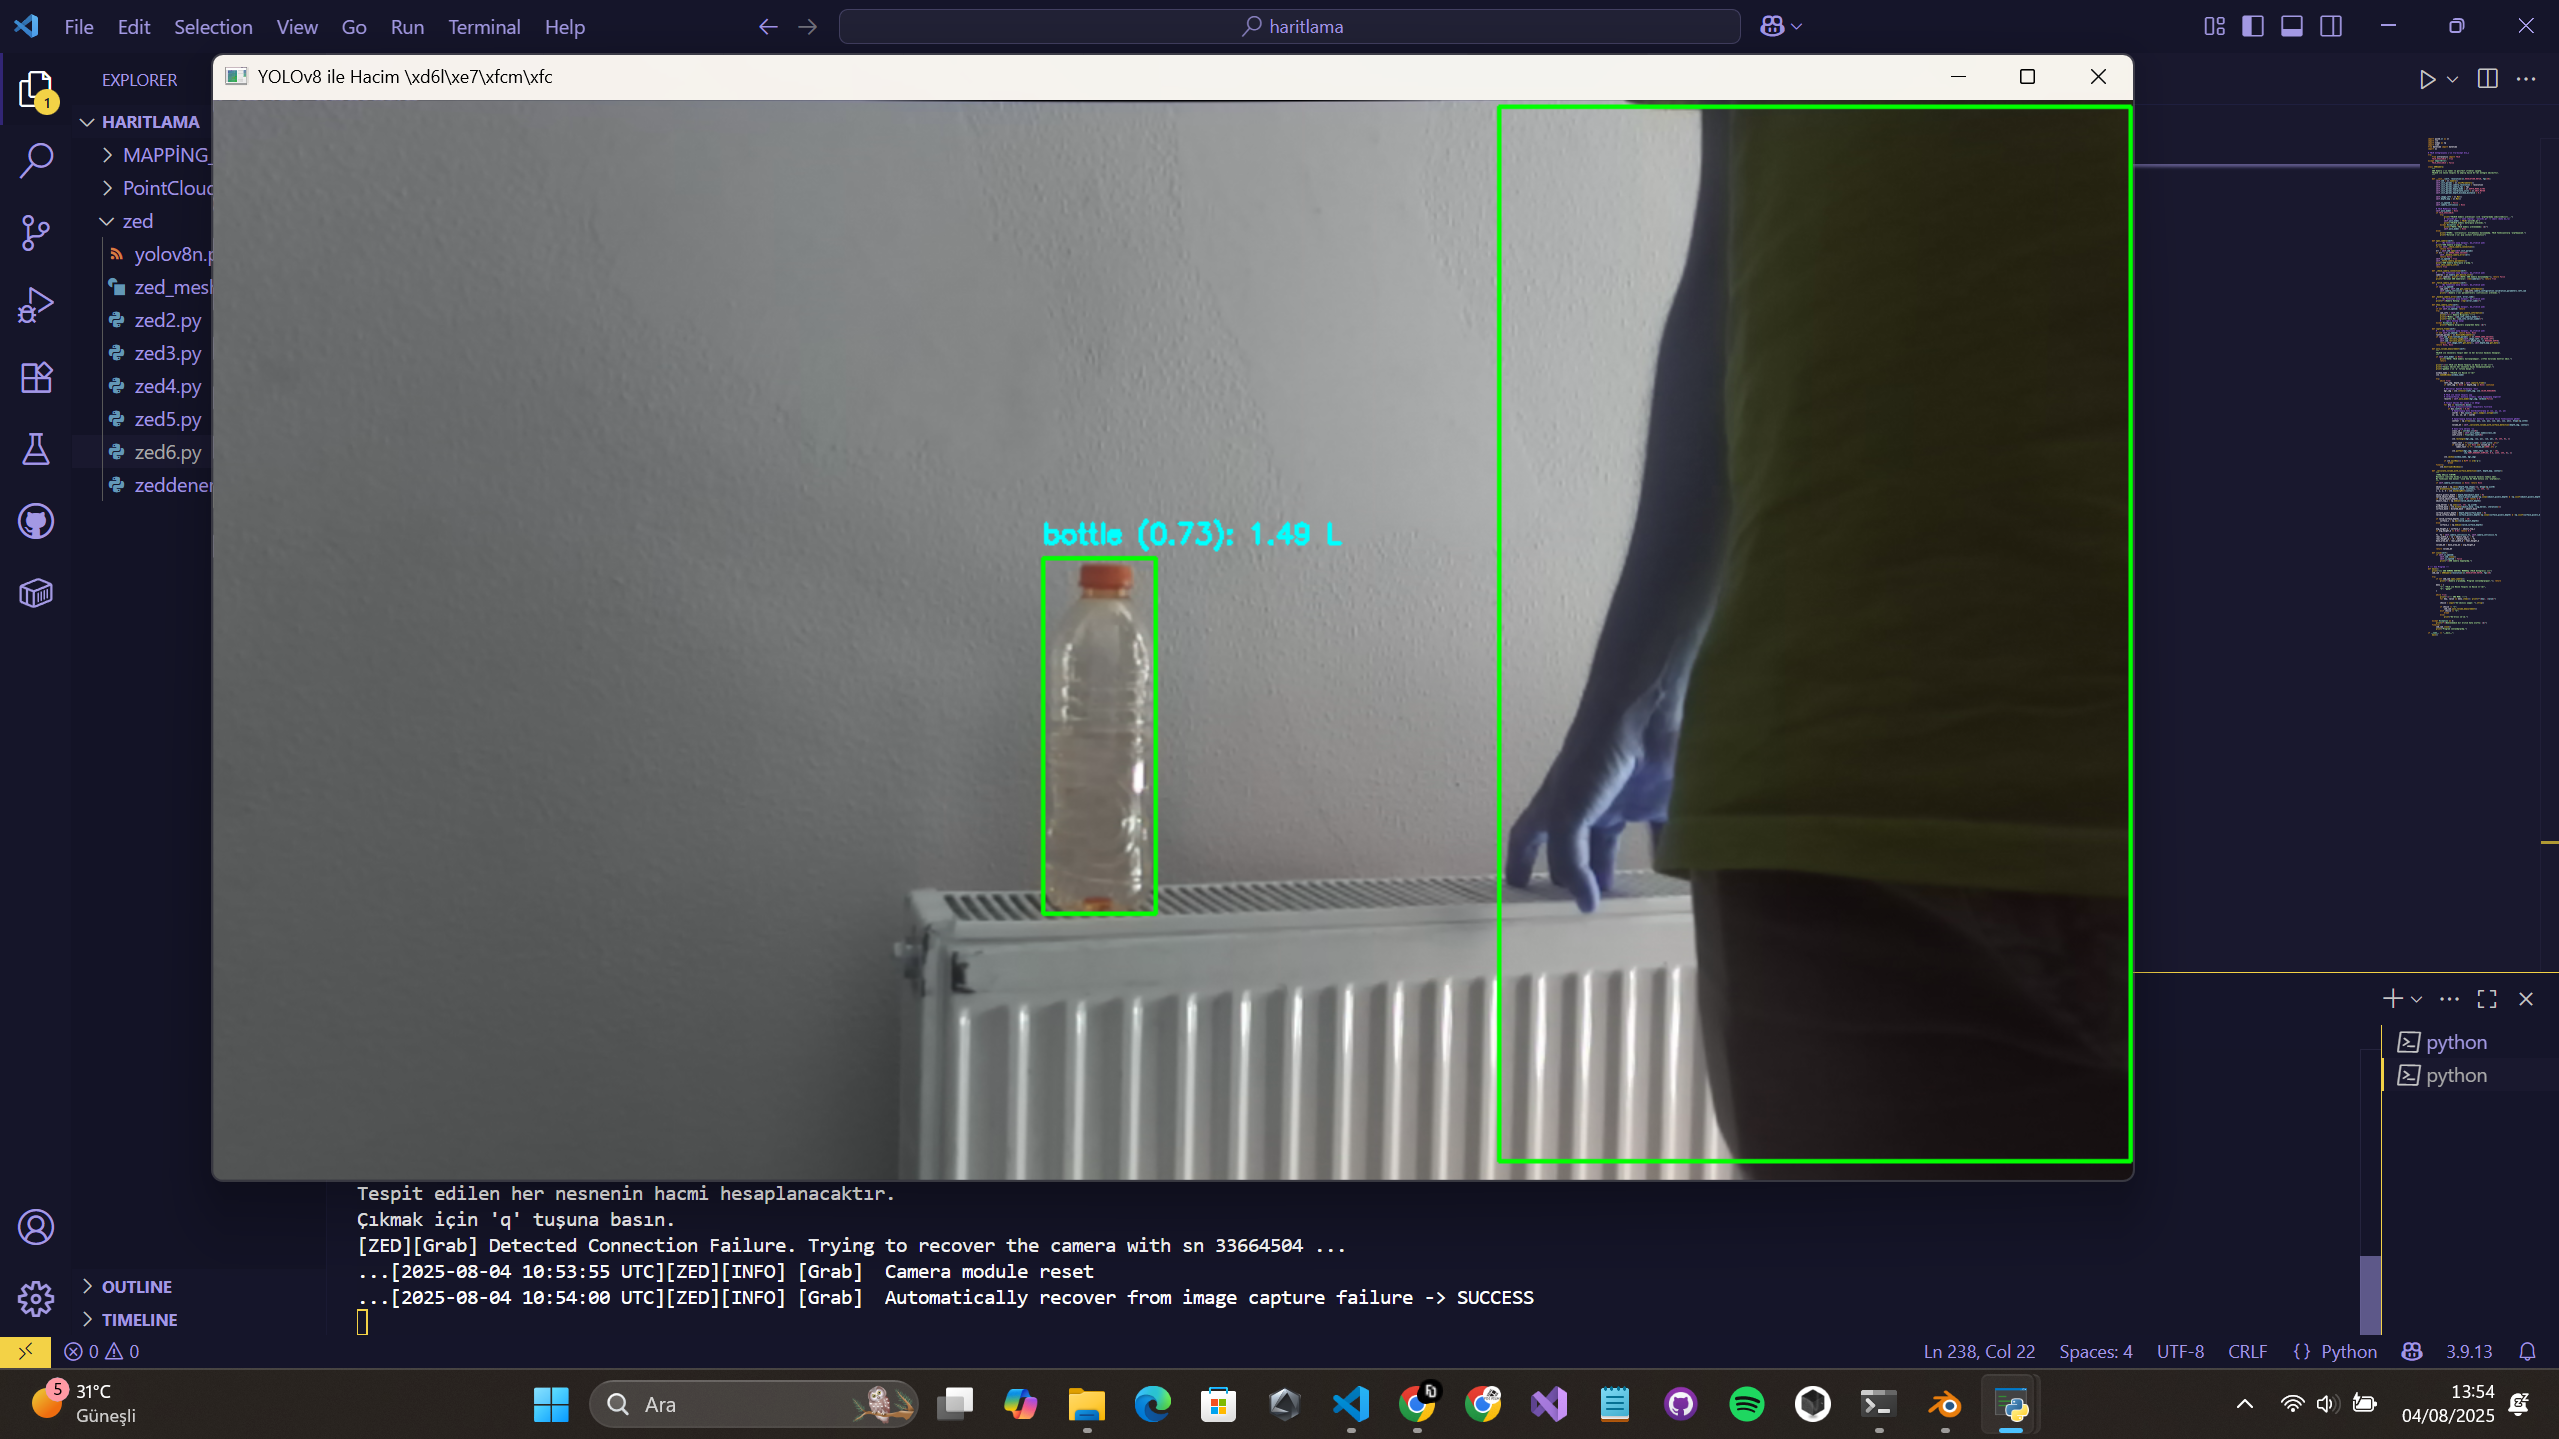 File Edit Selection View Go Run Terminal Help
haritlama
EXPLORER
1
HARITLAMA
MAPPİNG_
PointClou
zed
yolov8n.p
zed_mesh
zed2.py
zed3.py
zed4.py
zed5.py
zed6.py
zeddener
YOLOv8 ile Hacim \xd6l\xe7\xfcm\xfc
bottle (0.73): 1.49 L
Tespit edilen her nesnenin hacmi hesaplanacaktır.
Çıkmak için 'q' tuşuna basın.
[ZED][Grab] Detected Connection Failure. Trying to recover the camera with sn 33664504 ...
...[2025-08-04 10:53:55 UTC][ZED][INFO] [Grab]  Camera module reset
...[2025-08-04 10:54:00 UTC][ZED][INFO] [Grab]  Automatically recover from image capture failure -> SUCCESS
python
python
OUTLINE
TIMELINE
0 0
Ln 238, Col 22 Spaces: 4 UTF-8 CRLF {} Python 3.9.13
5
31°C
Güneşli
Ara
13:54
04/08/2025